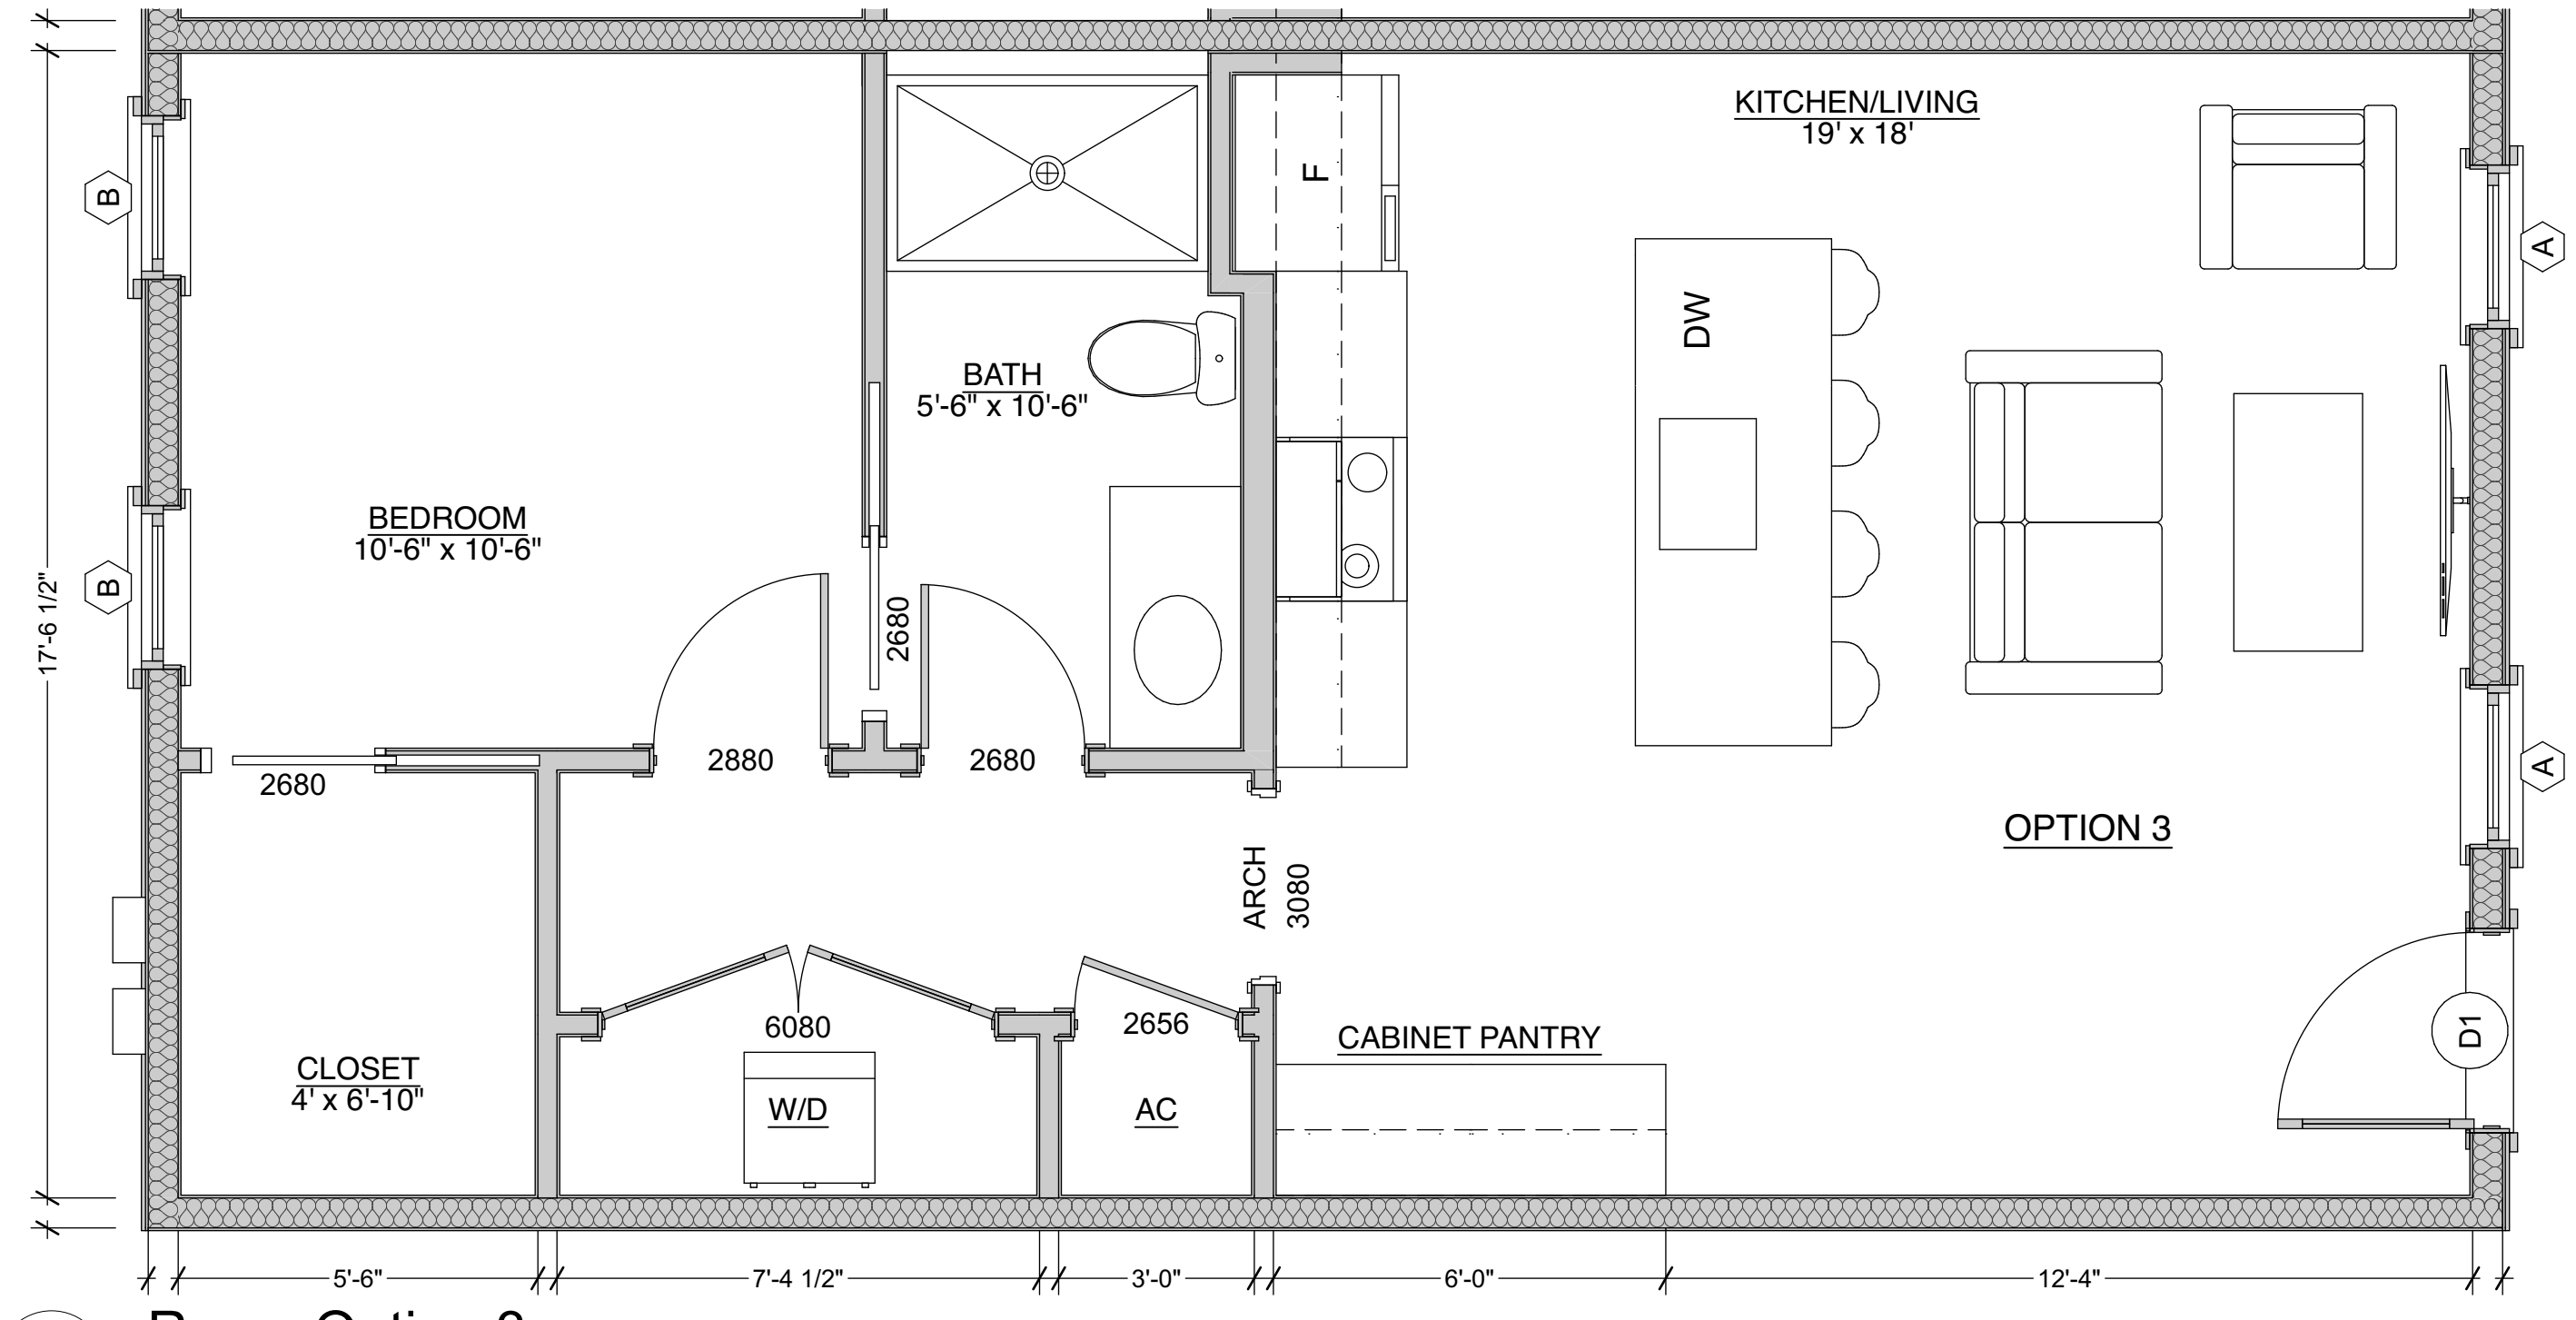 KITCHEN/LIVING
19' x 18'
B
F
A
DW
BATH
5'-6" x 10'-6"
BEDROOM
10'-6" x 10'-6"
B
17'-6 1/2"
2680
2880
2680
2680
A
OPTION 3
ARCH
3080
6080
2656
CABINET PANTRY
D1
CLOSET
4' x 6'-10"
W/D
AC
5'-6"
7'-4 1/2"
3'-0"
6'-0"
12'-4"